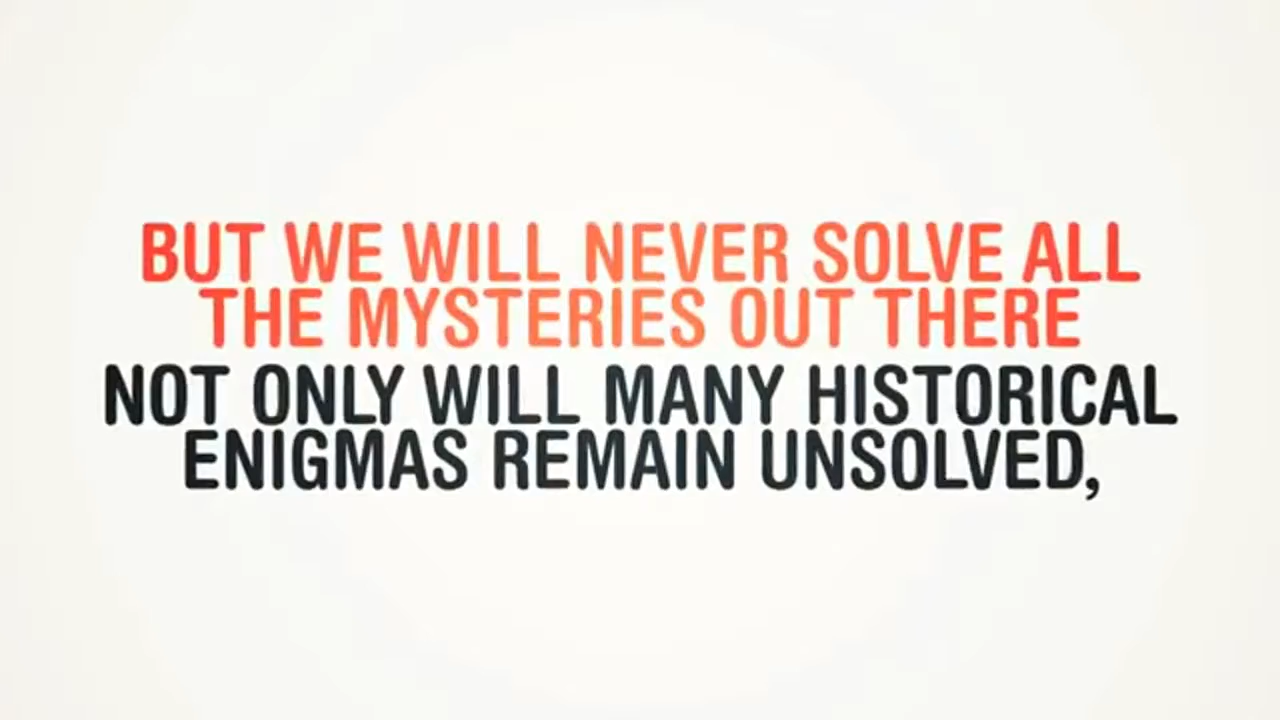 BUT WE WILL NEVER SOLVE ALL
THE MYSTERIES OUT THERE
NOT ONLY WILL MANY HISTORICAL
ENIGMAS REMAIN UNSOLVED,